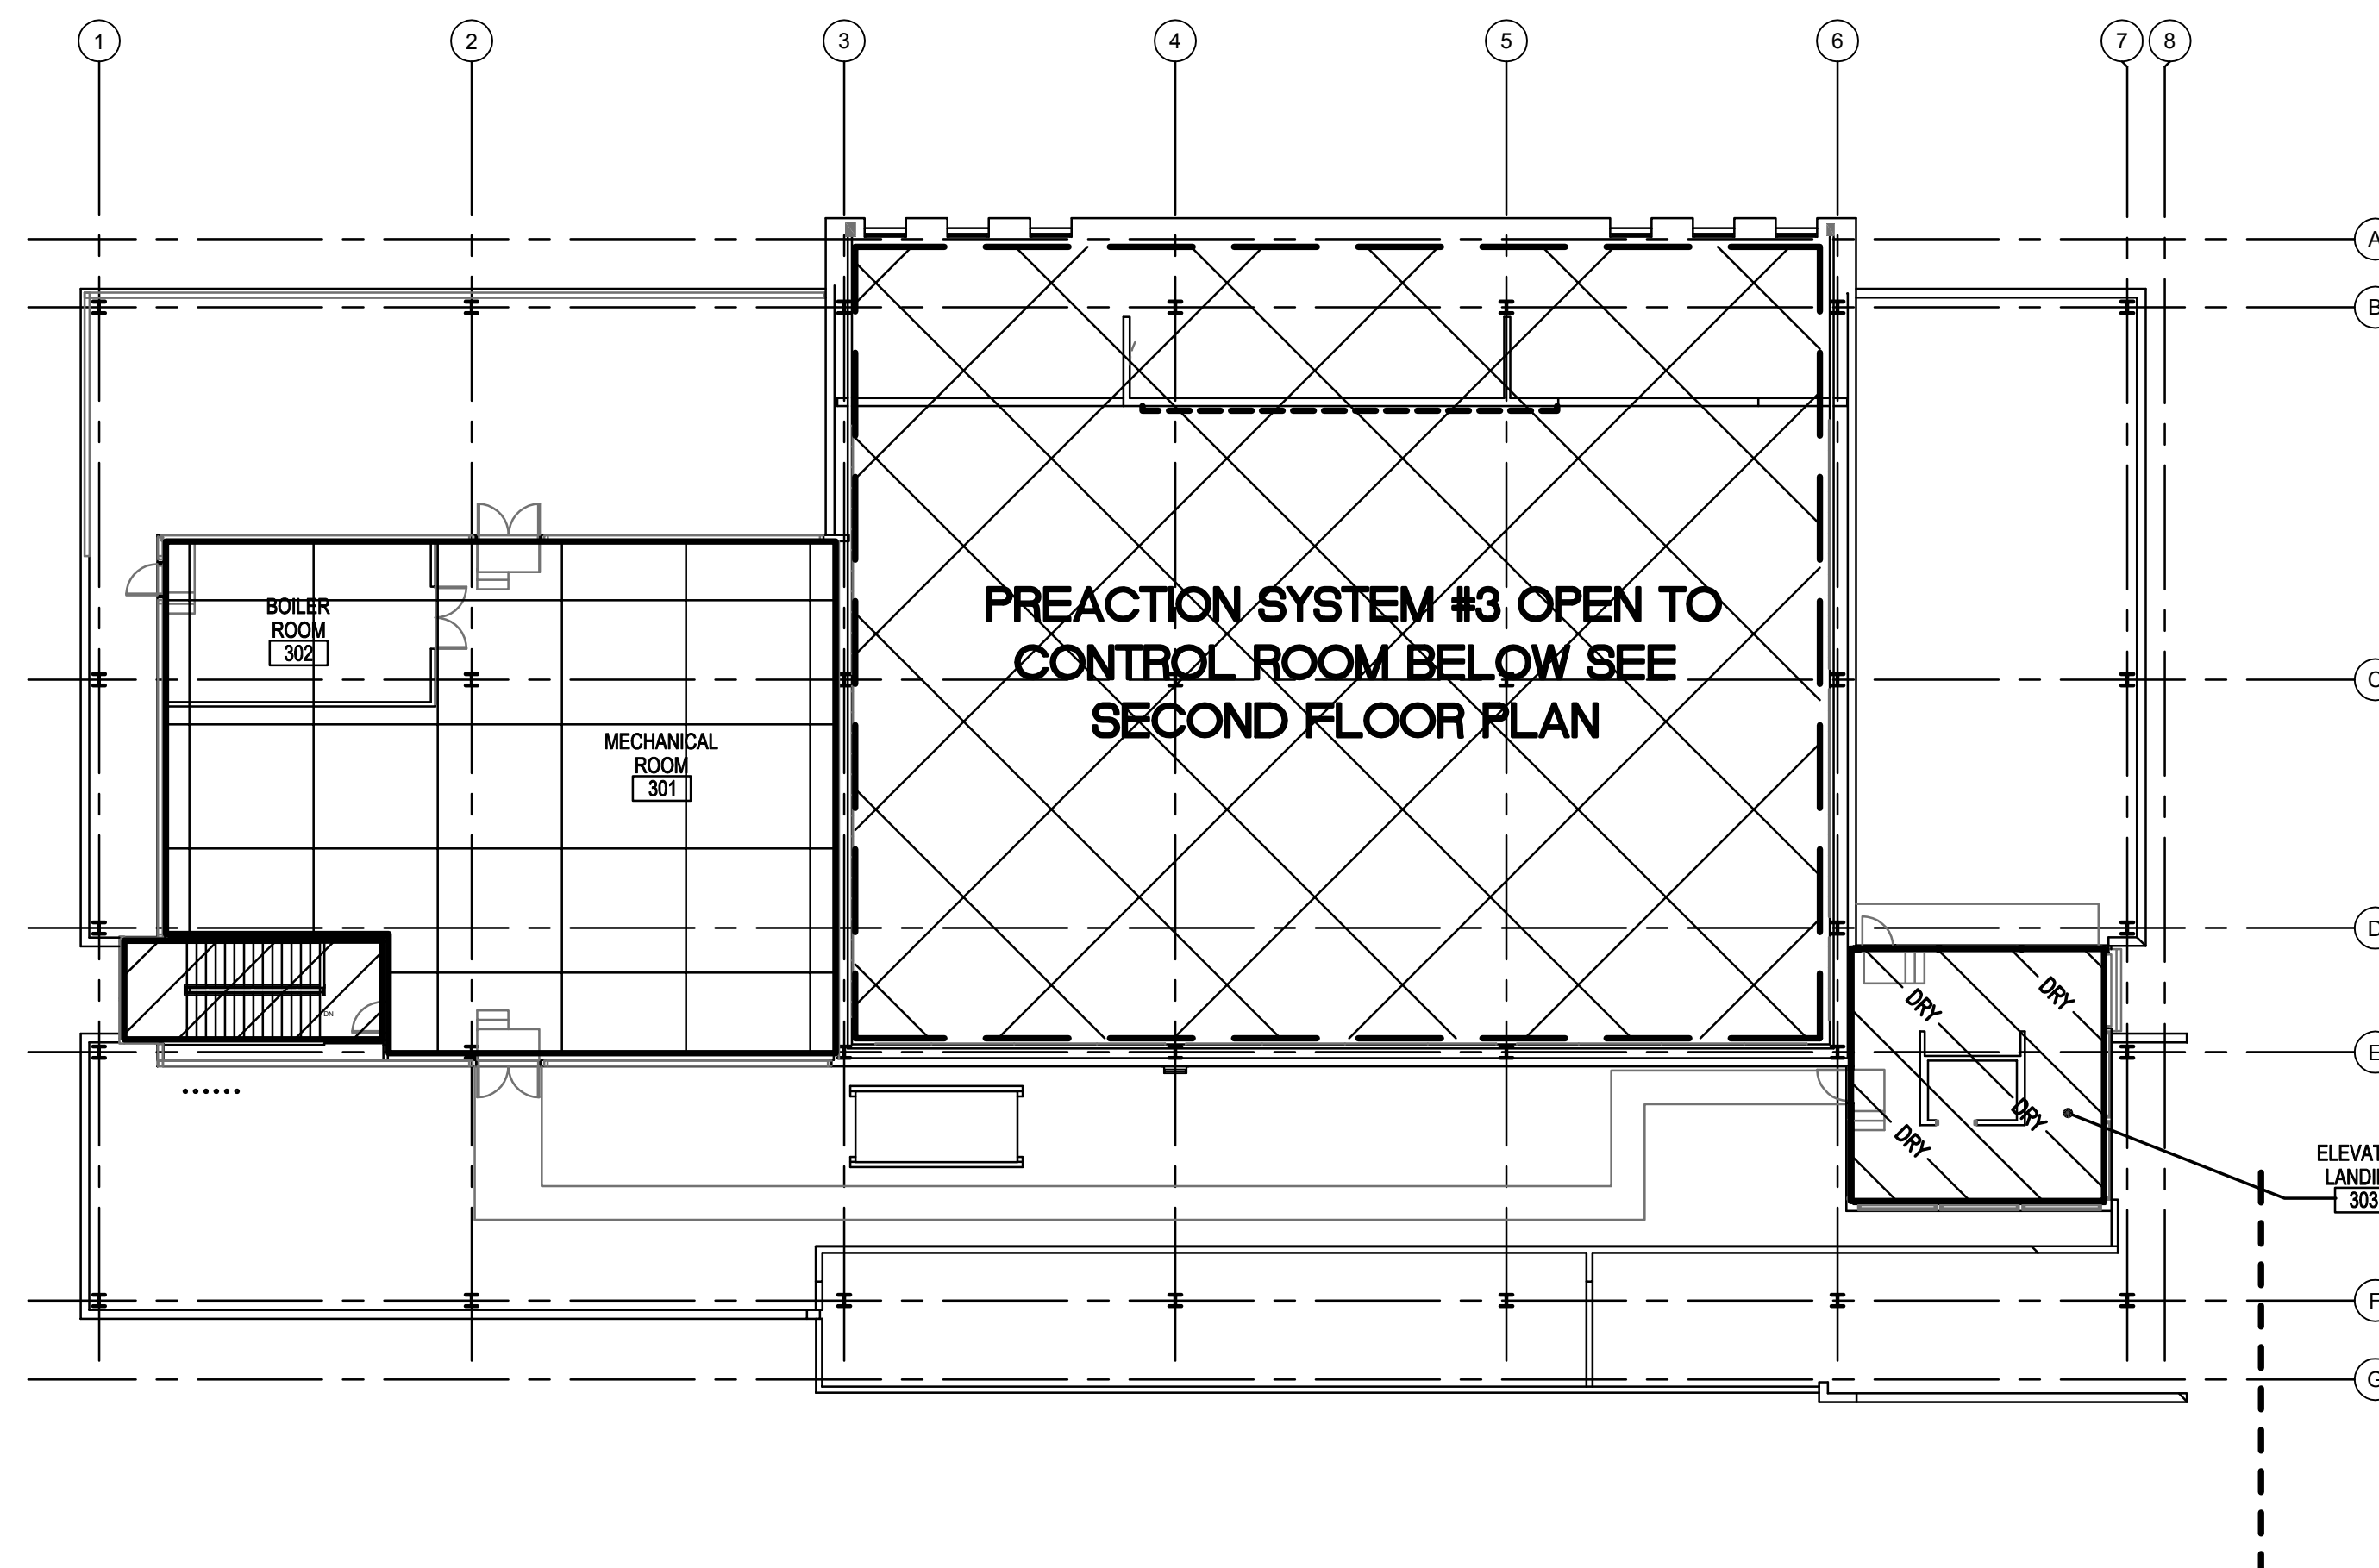 1 2 3 4 5 6 7 8
A
B
PREACTION SYSTEM #3 OPEN TO
CONTROL ROOM BELOW SEE
SECOND FLOOR PLAN
BOILER
ROOM
302
C
MECHANICAL
ROOM
301
D
DN
DRY
DRY
E
DRY
DRY
ELEVAT
LANDI
303
F
G